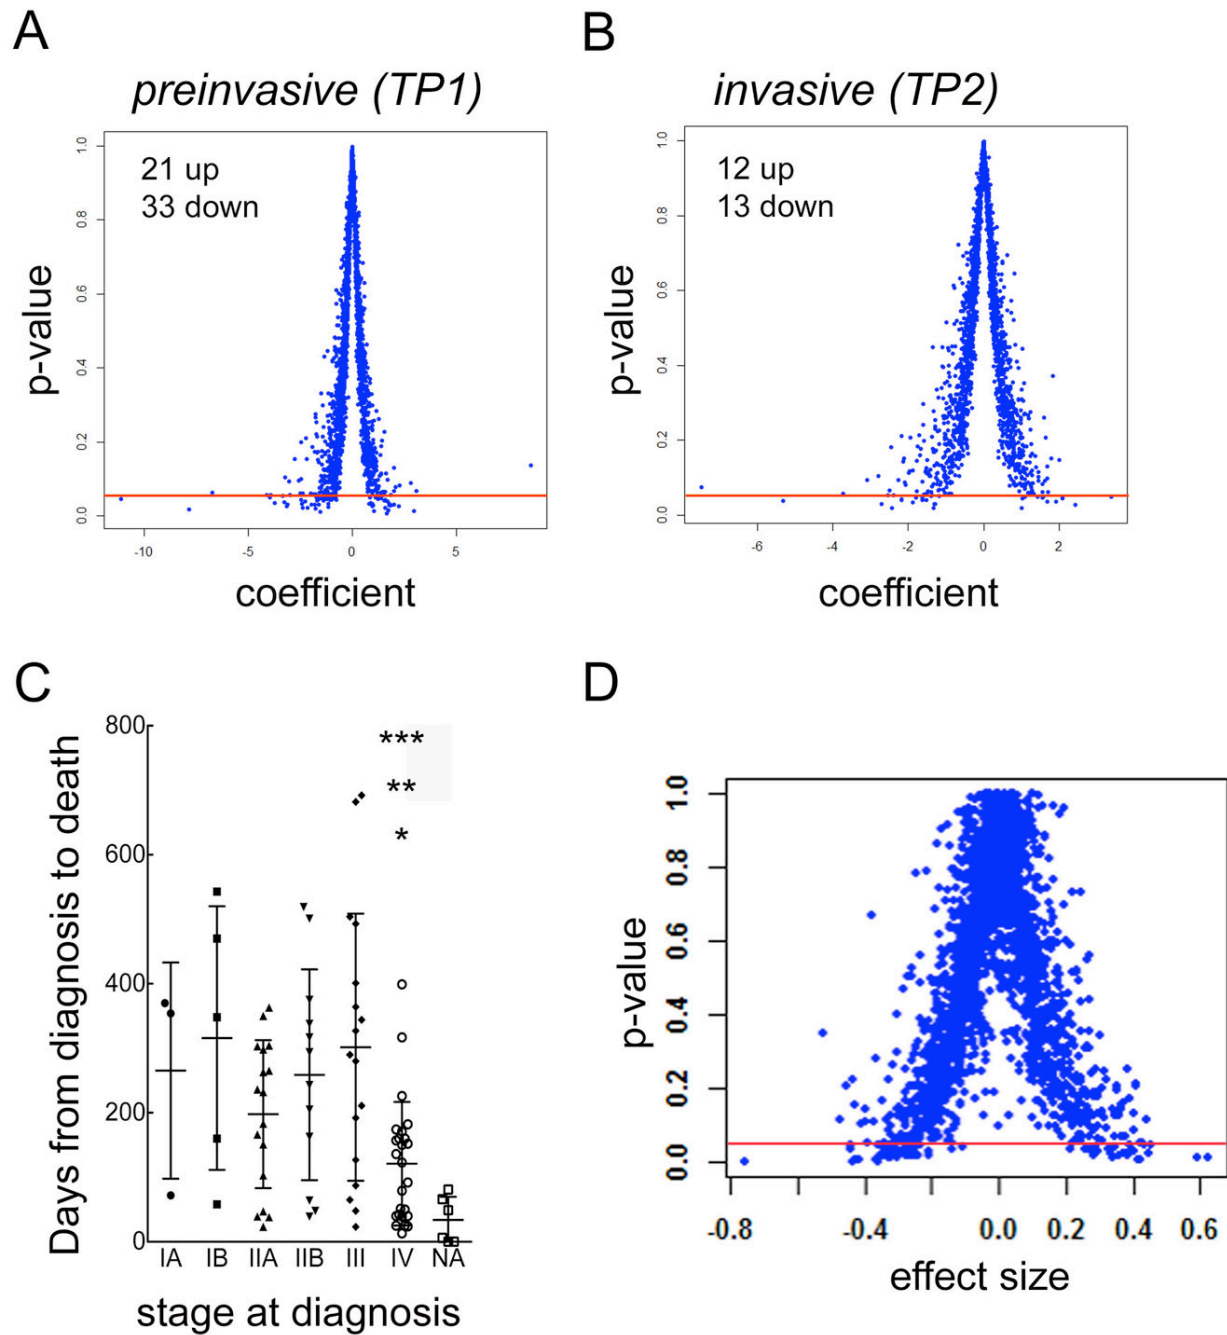 A
B
preinvasive (TP1)
invasive (TP2)
21 up
33 down
12 up
13 down
p-value
1.0
0.8
0.6
0.4
0.2
0.0
-10
-5
0
5
coefficient
p-value
1.0
0.8
0.6
0.4
0.2
0.0
-6
-4
-2
0
2
coefficient
C
D
Days from diagnosis to death
800
600
400
200
0
***
**
*
IA IB IIA IIB III IV NA
stage at diagnosis
p-value
1.0
0.8
0.6
0.4
0.2
0.0
-0.8 -0.4 0.0 0.2 0.4 0.6
effect size